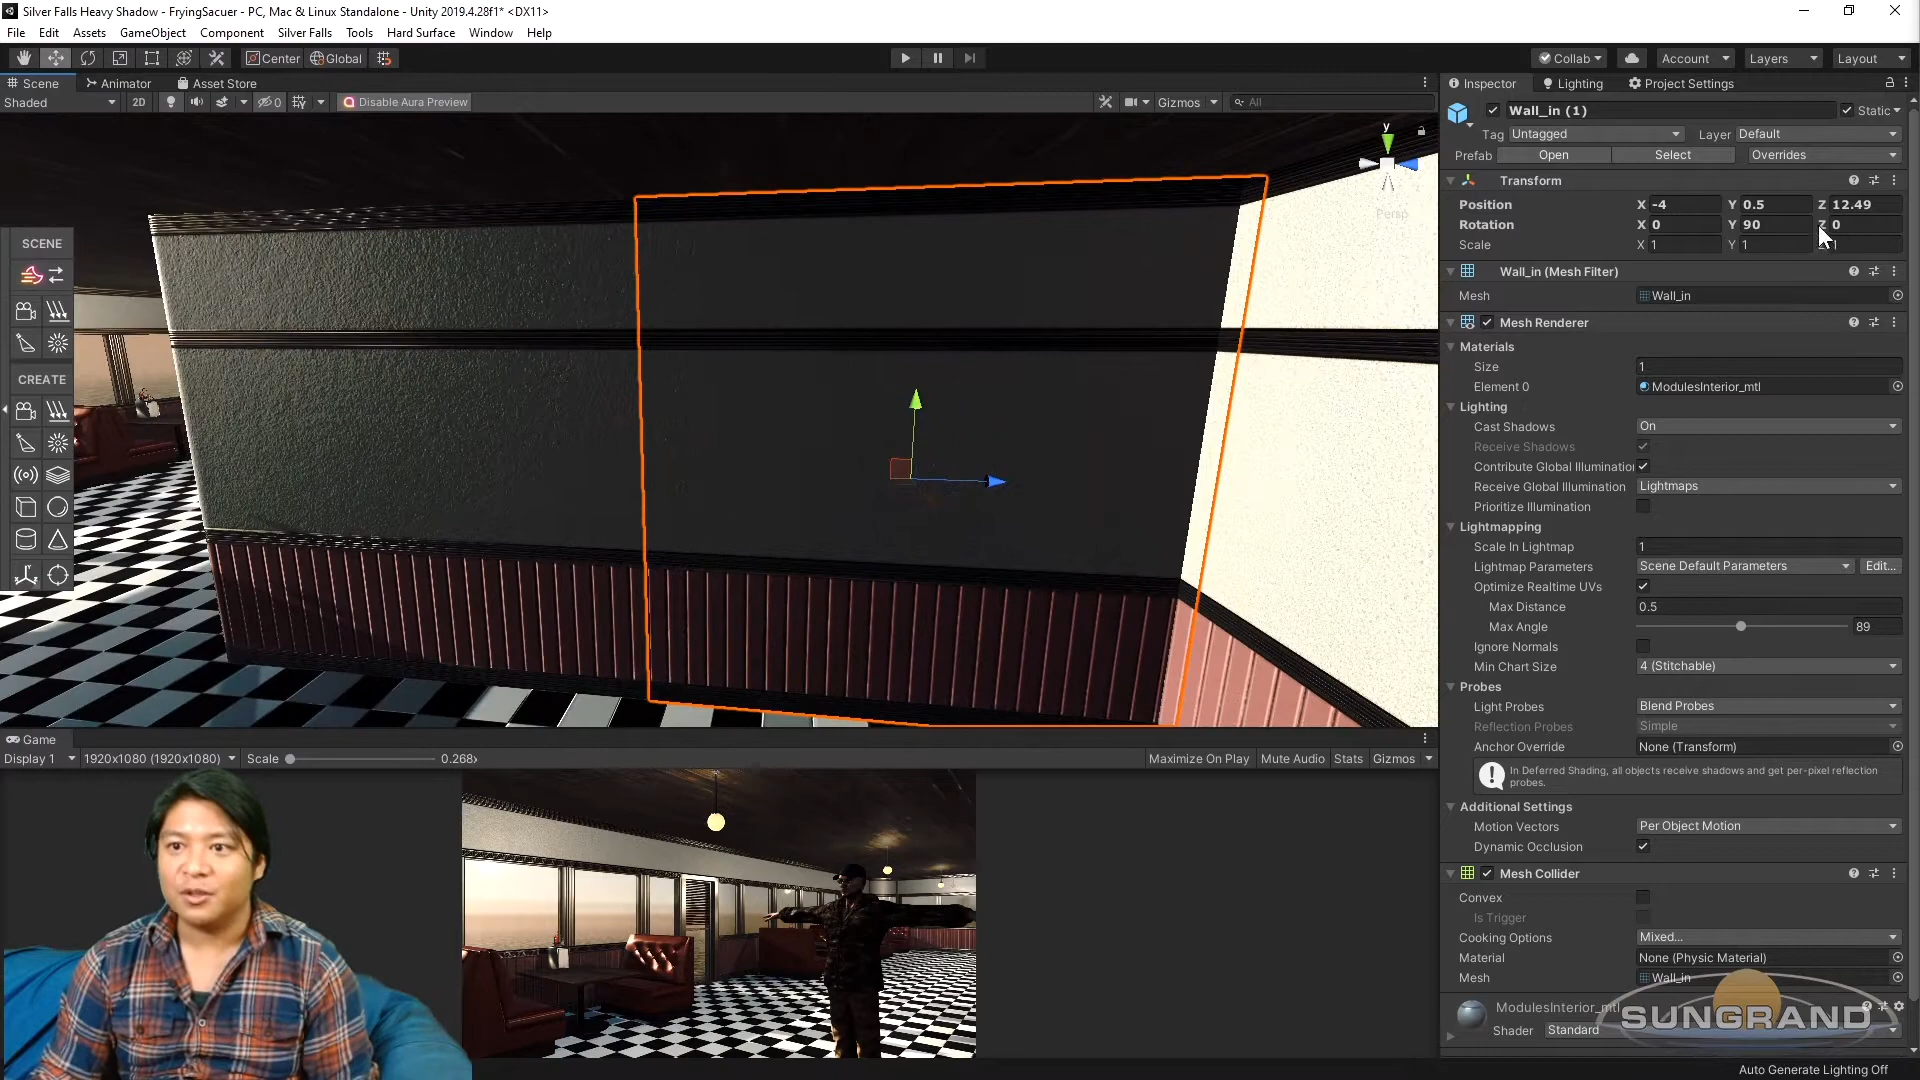 Silver Falls Heavy Shadow - FryingSacuer - PC, Mac & Linux Standalone - Unity 2019.4.28f1* <DX11>
File Edit Assets GameObject Component Silver Falls Tools Hard Surface Window Help
Center Global Collab Account Layers Layout
Scene Animator Asset Store
Shaded 2D 0 Disable Aura Preview Gizmos All
y
Persp
SCENE
CREATE
Inspector Lighting Project Settings
Wall_in (1) Static
Tag Untagged Layer Default
Prefab Open Select Overrides
Transform
Position X -4 Y 0.5 Z 12.49
Rotation X 0 Y 90 Z 0
Scale X 1 Y 1 1
Wall_in (Mesh Filter)
Mesh Wall_in
Mesh Renderer
Materials
Size 1
Element 0 ModulesInterior_mtl
Lighting
Cast Shadows On
Receive Shadows
Contribute Global Illumination
Receive Global Illumination Lightmaps
Prioritize Illumination
Lightmapping
Scale In Lightmap 1
Lightmap Parameters Scene Default Parameters Edit...
Optimize Realtime UVs
Max Distance 0.5
Max Angle 89
Ignore Normals
Min Chart Size 4 (Stitchable)
Probes
Light Probes Blend Probes
Reflection Probes Simple
Anchor Override None (Transform)
In Deferred Shading, all objects receive shadows and get per-pixel reflection
probes.
Additional Settings
Motion Vectors Per Object Motion
Dynamic Occlusion
Mesh Collider
Convex
Is Trigger
Cooking Options Mixed...
Material None (Physic Material)
Mesh Wall_in
ModulesInterior_mtl
Shader Standard
SUNGRAND
Auto Generate Lighting Off
Game
Display 1 1920x1080 (1920x1080) Scale 0.268x Maximize On Play Mute Audio Stats Gizmos